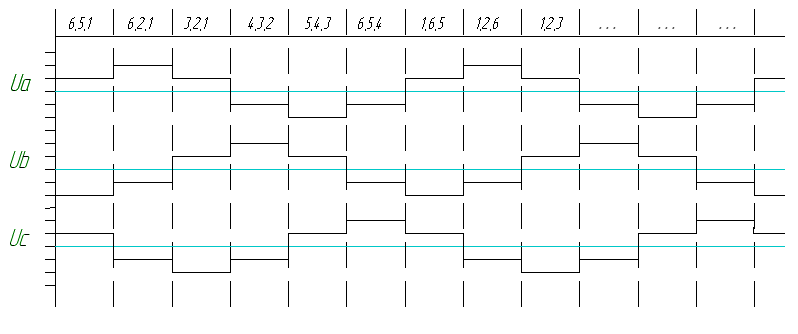 6,5,1 6,2,1 3,2,1 4,3,2 5,4,3 6,5,4 1,6,5 1,2,6 1,2,3 ... ... ...
Ua
Ub
Uc